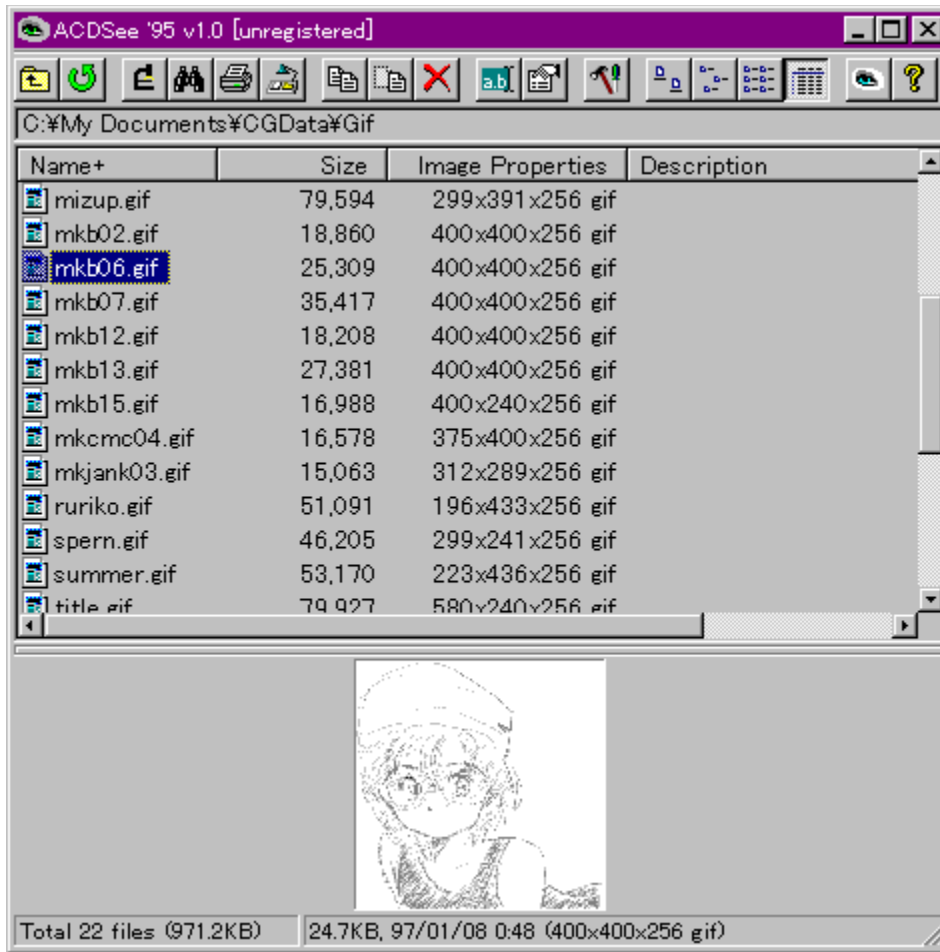 ACDSee '95 v1.0 [unregistered]
a.b
C:¥My Documents¥CGData¥Gif
Name+ Size Image Properties Description
mizup.gif 79,594 299x391x256 gif
mkb02.gif 18,860 400x400x256 gif
mkb06.gif 25,309 400x400x256 gif
mkb07.gif 35,417 400x400x256 gif
mkb12.gif 18,208 400x400x256 gif
mkb13.gif 27,381 400x400x256 gif
mkb15.gif 16,988 400x240x256 gif
mkcmc04.gif 16,578 375x400x256 gif
mkjank03.gif 15,063 312x289x256 gif
ruriko.gif 51,091 196x433x256 gif
spern.gif 46,205 299x241x256 gif
summer.gif 53,170 223x436x256 gif
title.gif 79,927 580x240x256 gif
Total 22 files (971.2KB) 24.7KB, 97/01/08 0:48 (400x400x256 gif)